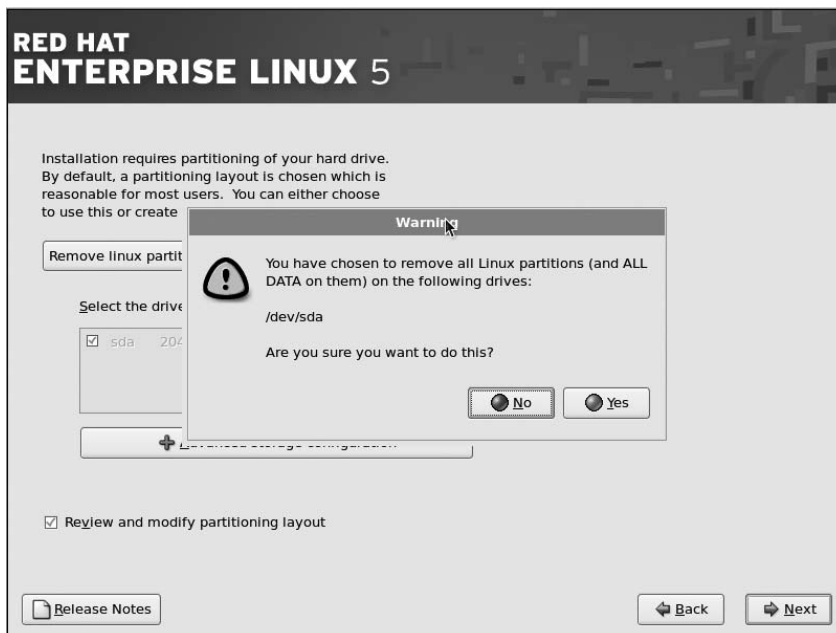 RED HAT
ENTERPRISE LINUX 5
Installation requires partitioning of your hard drive.
By default, a partitioning layout is chosen which is
reasonable for most users. You can either choose
to use this or create
Warning
Remove linux
You have chosen to remove all Linux partitions (and ALL
DATA on them) on the following drives:
/dev/sda
Are you sure you want to do this?
Select the
sda
No
Yes
Review and modify partitioning layout
Release Notes
Back
Next